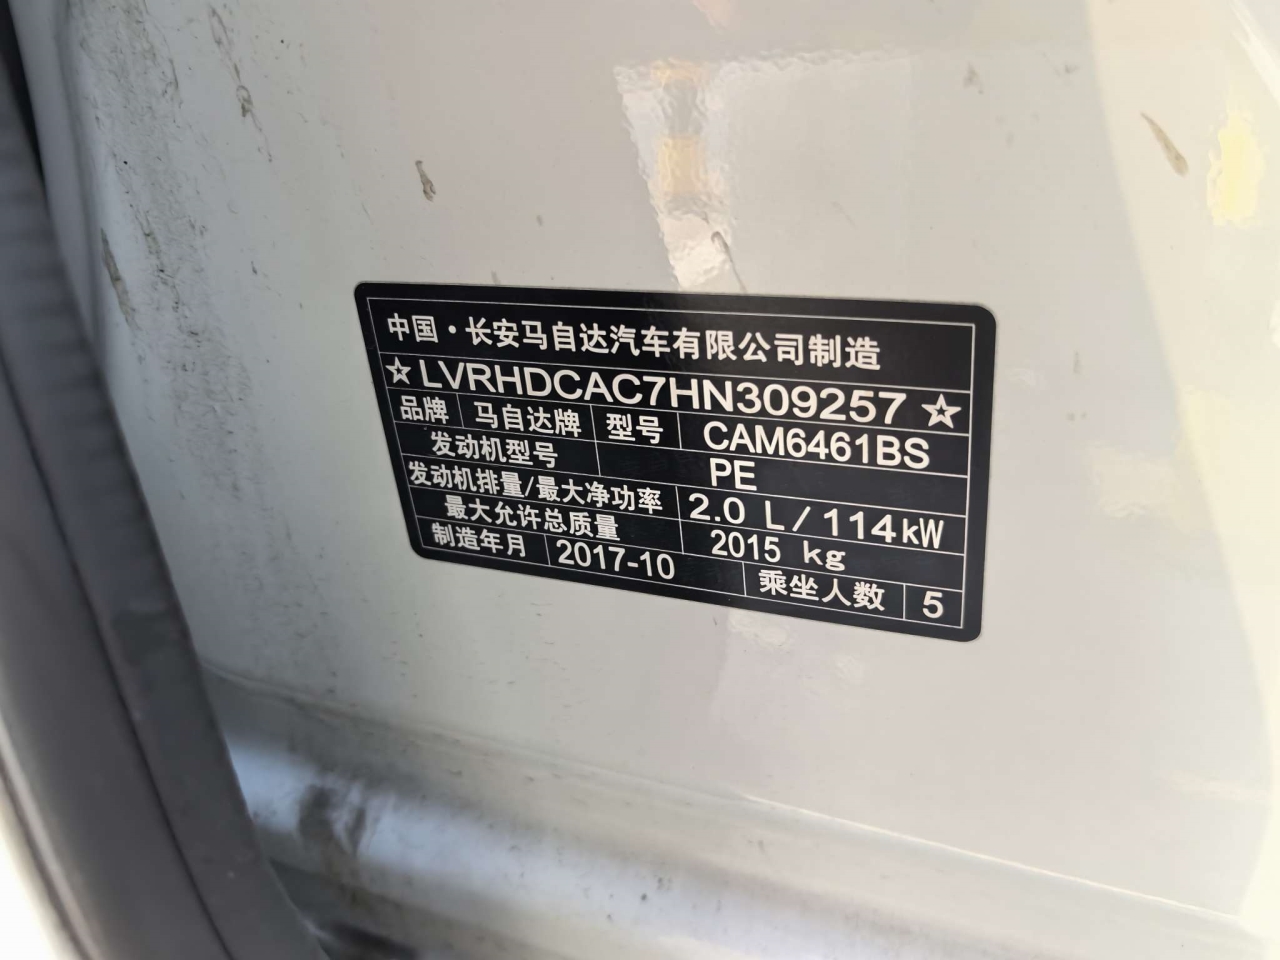 中国·长安马自达汽车有限公司制造
☆LVRHDCAC7HN309257☆
品牌 马自达牌 型号 CAM6461BS
发动机型号 PE
发动机排量/最大净功率 2.0 L/114kW
最大允许总质量 2015 kg
制造年月 2017-10 乘坐人数 5